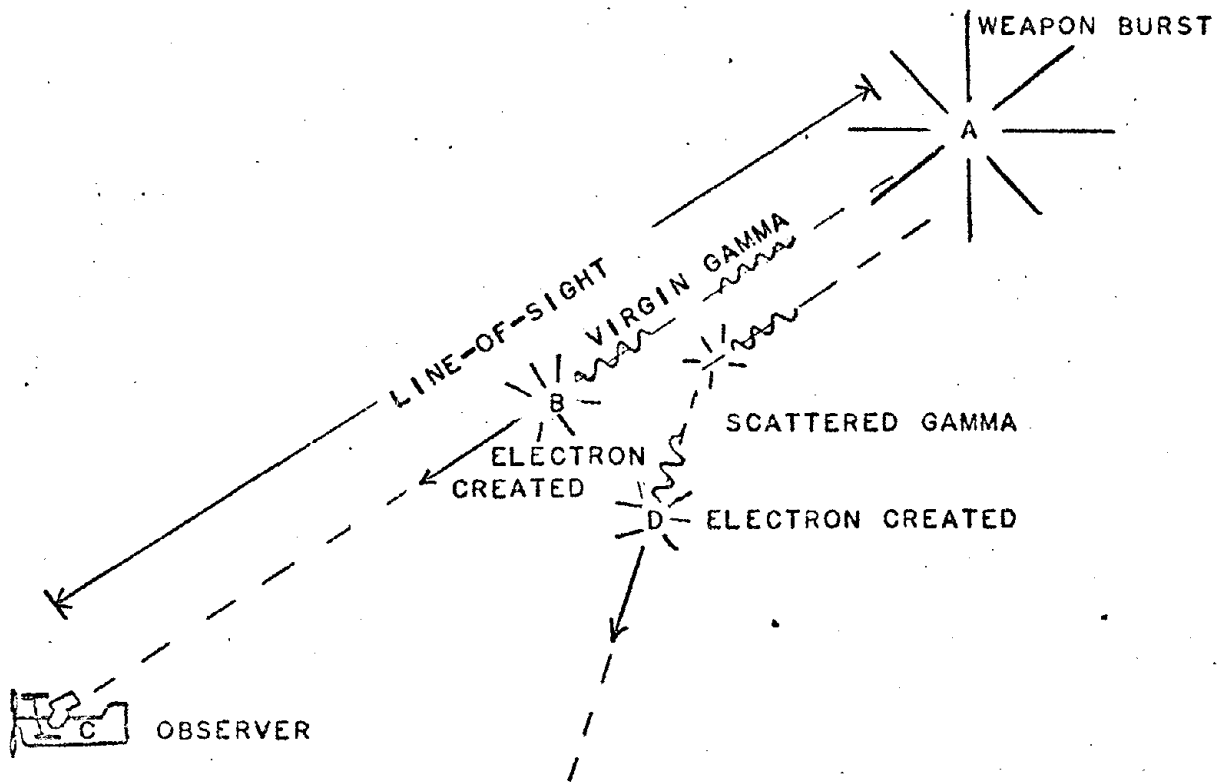 WEAPON BURST
A
LINE-OF-SIGHT
VIRGIN GAMMA
B
ELECTRON
CREATED
SCATTERED GAMMA
D
ELECTRON CREATED
C
OBSERVER